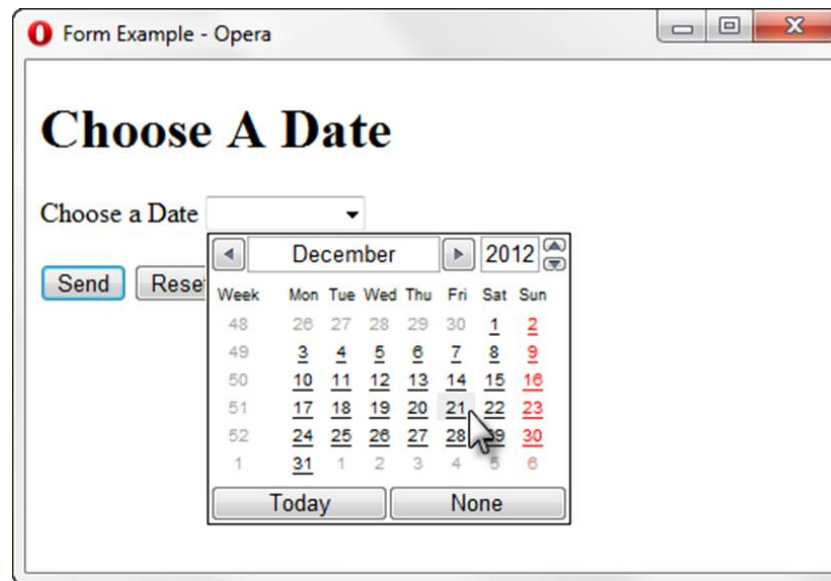 Form Example - Opera
Choose A Date
Choose a Date
December 2012
Send Rese
Week Mon Tue Wed Thu Fri Sat Sun
48 26 27 28 29 30 1 2
49 3 4 5 6 7 8 9
50 10 11 12 13 14 15 16
51 17 18 19 20 21 22 23
52 24 25 26 27 28 29 30
1 31 1 2 3 4 5 6
Today None